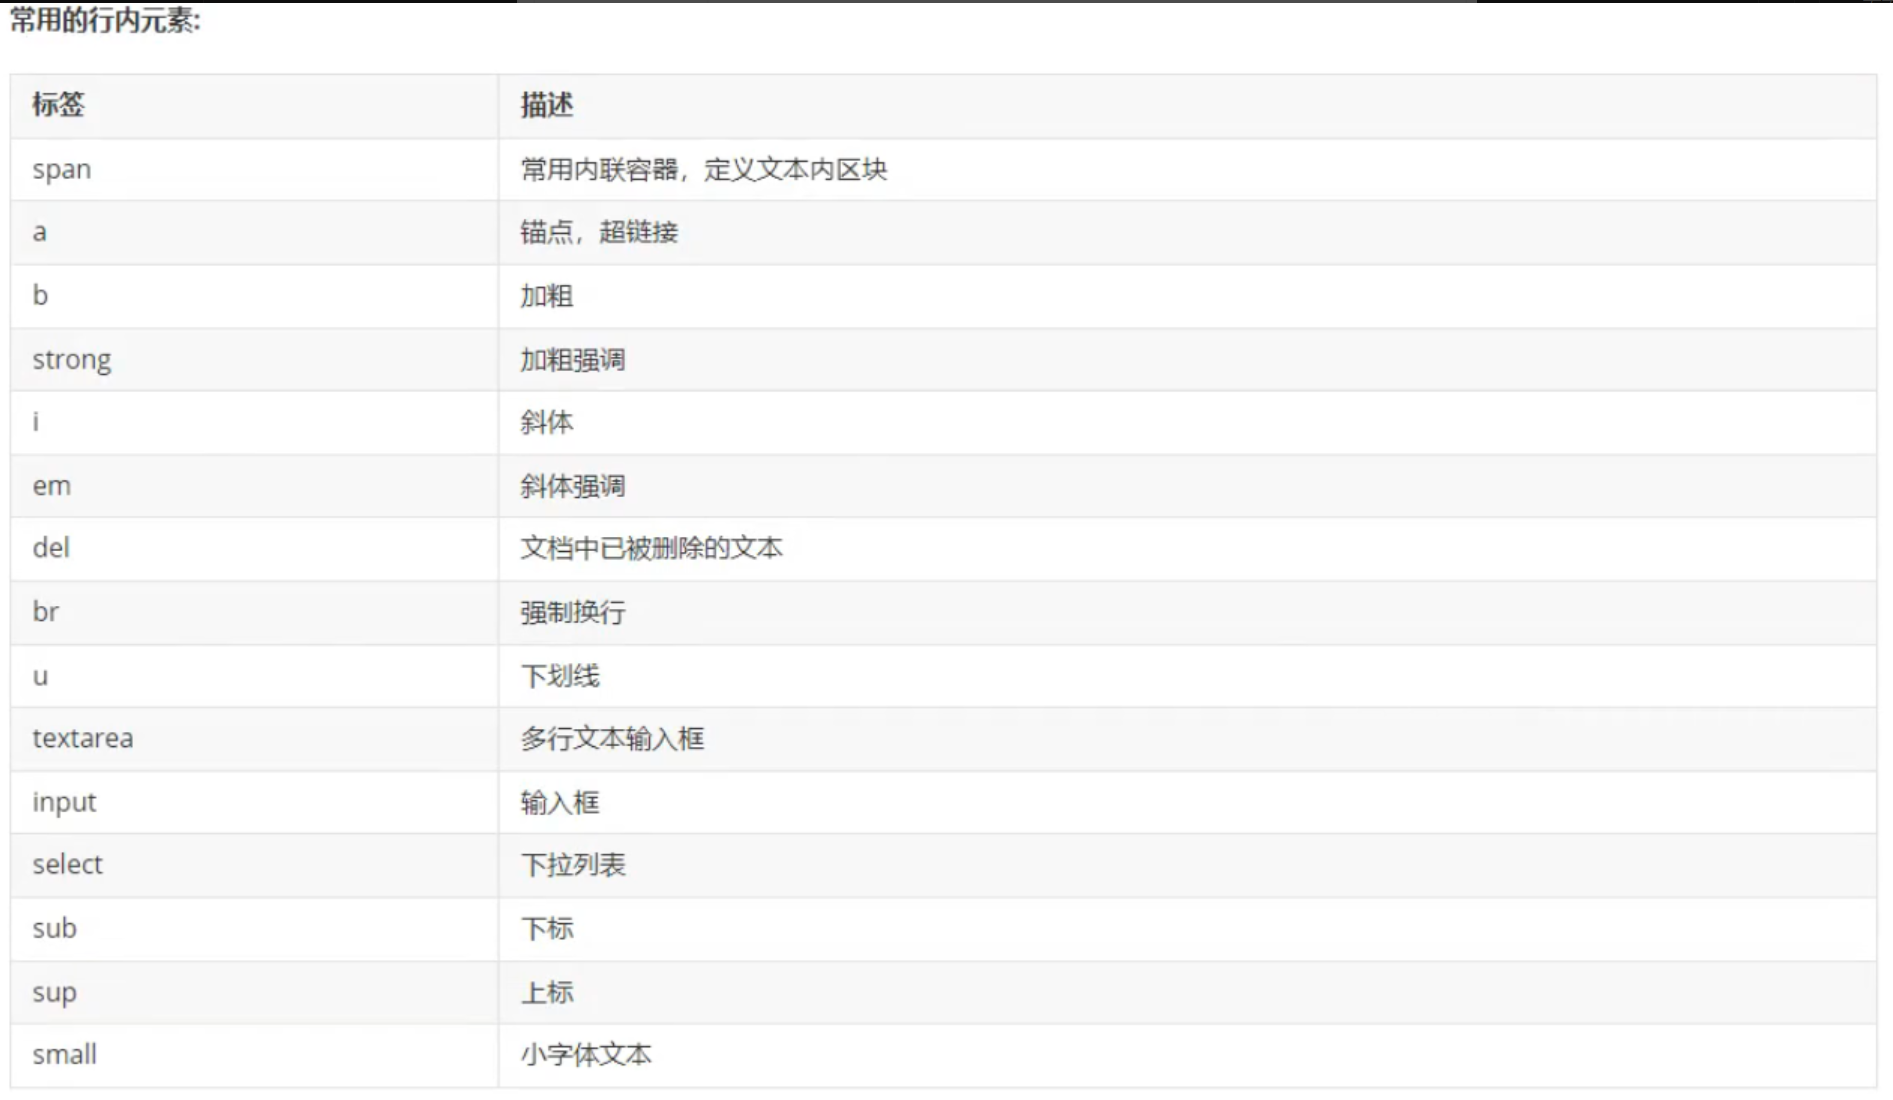 常用的行内元素:
标签 描述
span 常用内联容器，定义文本内区块
a 锚点，超链接
b 加粗
strong 加粗强调
i 斜体
em 斜体强调
del 文档中已被删除的文本
br 强制换行
u 下划线
textarea 多行文本输入框
input 输入框
select 下拉列表
sub 下标
sup 上标
small 小字体文本